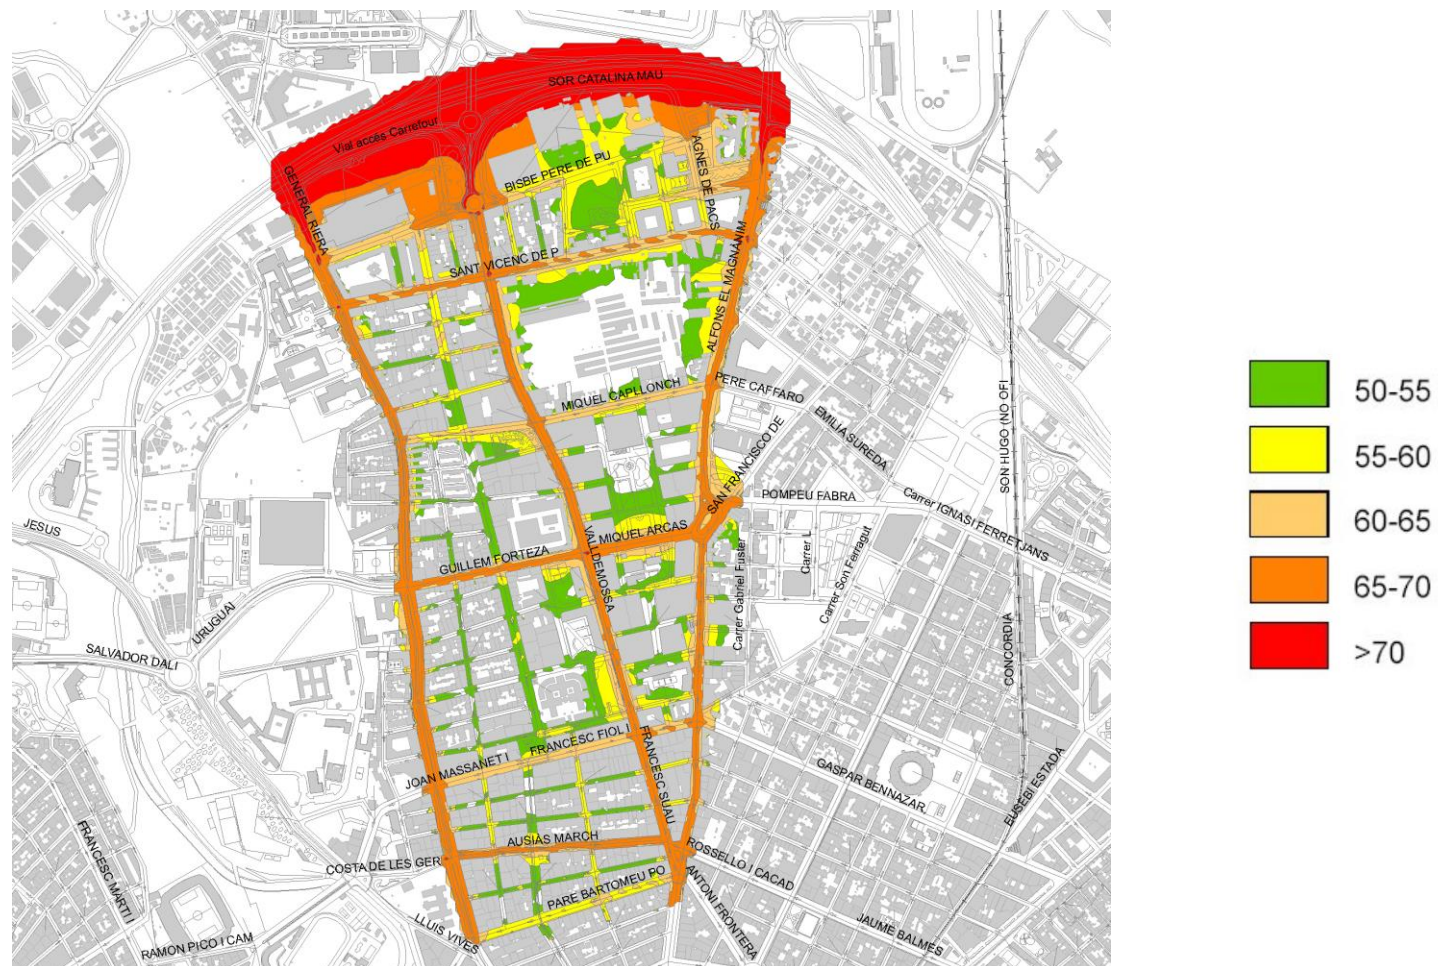 SOR CATALINA MAU
Vial accés Carrefour
GENERAL RIERA
BISBE PERE DE PU
AGNES DE PACS
SANT VICENC DE P
ALFONS EL MAGNÀNIM
MIQUEL CAPLLONCH
PERE CAFFARO
EMILIA SUREDA
SAN FRANCISCO DE
SON HUGO (NO OFI
POMPEU FABRA
Carrer IGNASI FERRETJANS
JESUS
MIQUEL ARCAS
VALLDEMOSSA
GUILLEM FORTEZA
Carrer Gabriel Fuster
Carrer L
Carrer Son Ferragut
URUGUAI
SALVADOR DALI
CONCORDIA
FRANCESC FIOL I
JOAN MASSANET I
FRANCESC SUAU
GASPAR BENNAZAR
EUSEBI ESTADA
FRANCESC MARTI I
AUSIAS MARCH
COSTA DE LES GER
ROSSELLO I CACAD
PARE BARTOMEU PO
ANTONI FRONTERA
LLUIS VIVES
JAUME BALMES
RAMON PICO I CAM
50-55
55-60
60-65
65-70
>70